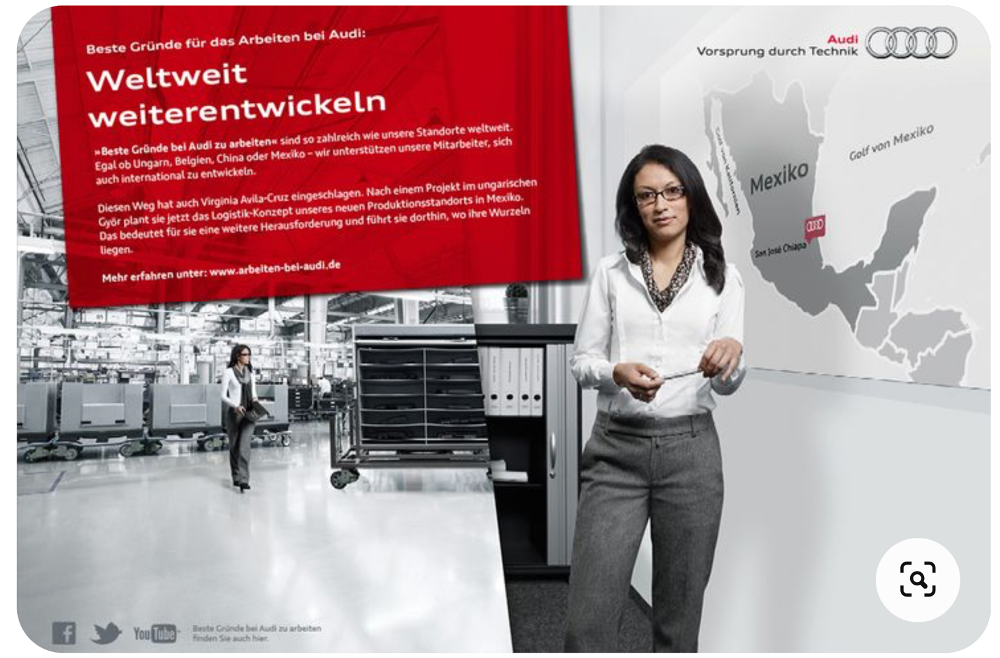 Beste Gründe für das Arbeiten bei Audi:
Weltweit
weiterentwickeln
»Beste Gründe bei Audi zu arbeiten« sind so zahlreich wie unsere Standorte weltweit.
Egal ob Ungarn, Belgien, China oder Mexiko – wir unterstützen unsere Mitarbeiter, sich
auch international zu entwickeln.
Diesen Weg hat auch Virginia Avila-Cruz eingeschlagen. Nach einem Projekt im ungarischen
Győr plant sie jetzt das Logistik-Konzept unseres neuen Produktionsstandorts in Mexiko.
Das bedeutet für sie eine weitere Herausforderung und führt sie dorthin, wo ihre Wurzeln
liegen.
Mehr erfahren unter: www.arbeiten-bei-audi.de
Audi
Vorsprung durch Technik
Golf von Mexiko
Golf von Kalifornien
Mexiko
San José Chiapa
f
YouTube
Beste Gründe bei Audi zu arbeiten
finden Sie auch hier.